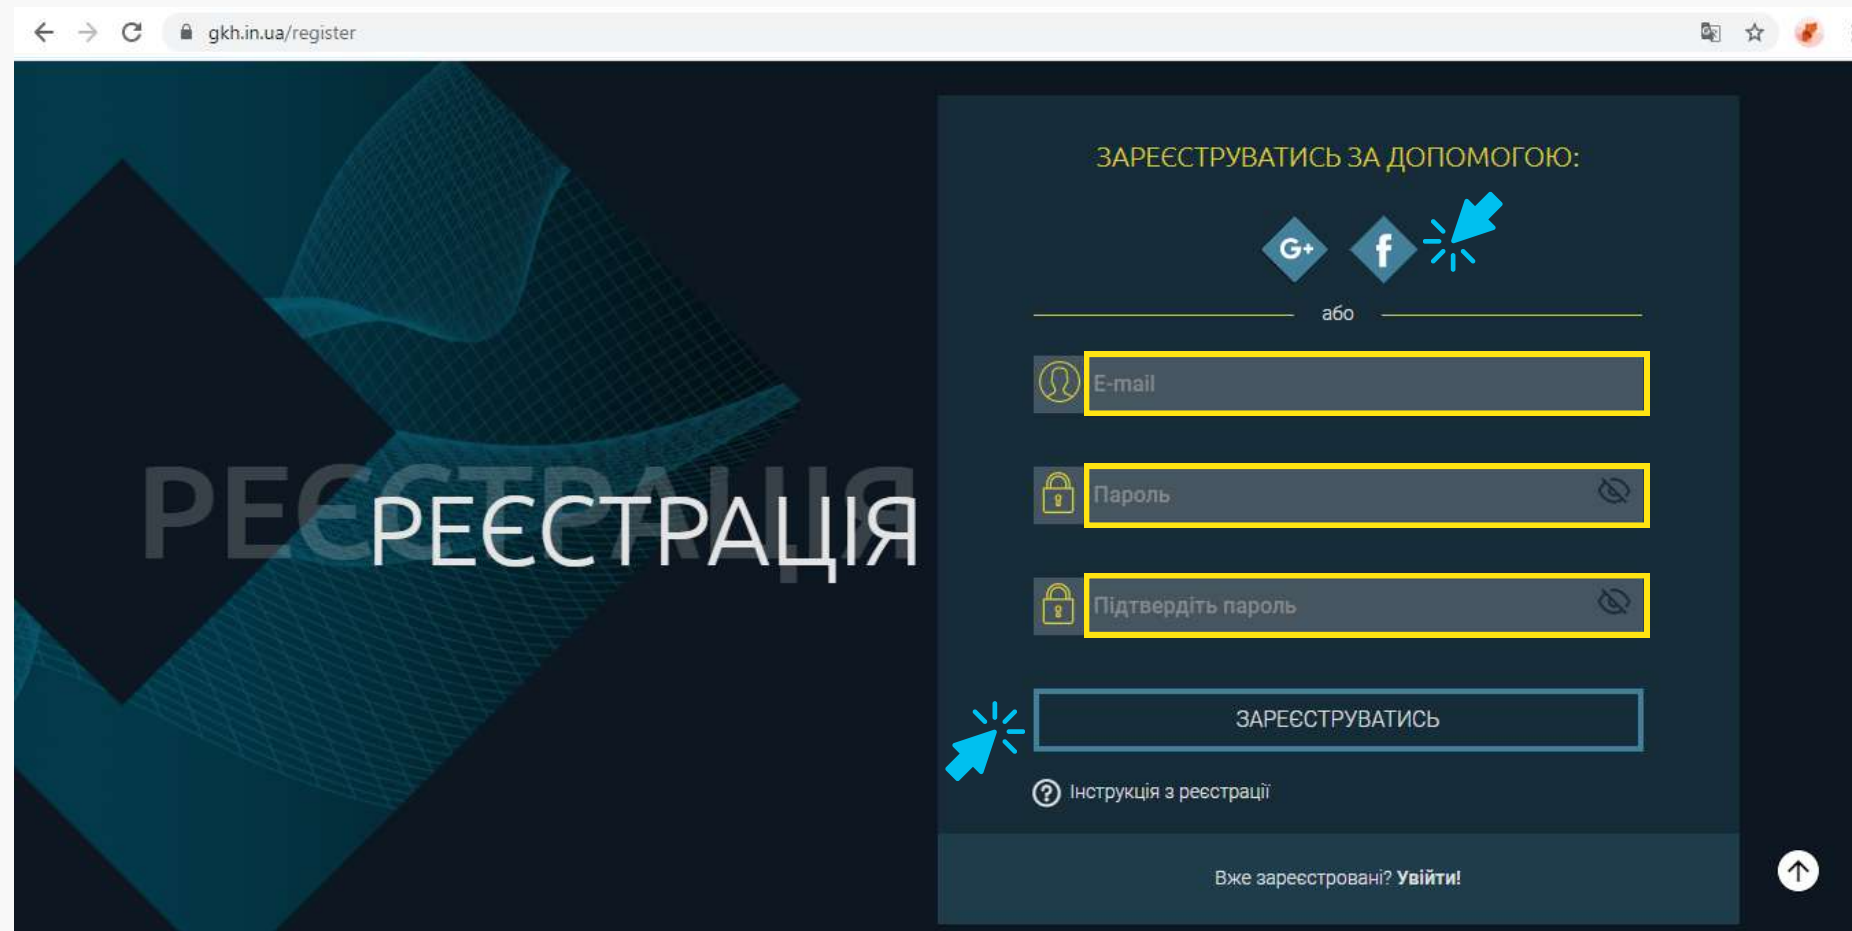 gkh.in.ua/register
ЗАРЕЄСТРУВАТИСЬ ЗА ДОПОМОГОЮ:
G+ f
або
E-mail
Пароль
РЕЄСТРАЦІЯ
РЕЄСТРАЦІЯ
Підтвердіть пароль
ЗАРЕЄСТРУВАТИСЬ
Інструкція з реєстрації
Вже зареєстровані? Увійти!